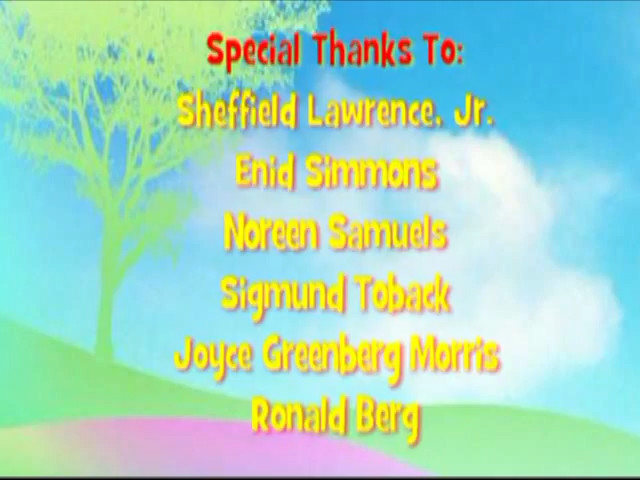 Special Thanks To:
Sheffield Lawrence, Jr.
Enid Simmons
Noreen Samuels
Sigmund Toback
Joyce Greenberg Morris
Ronald Berg